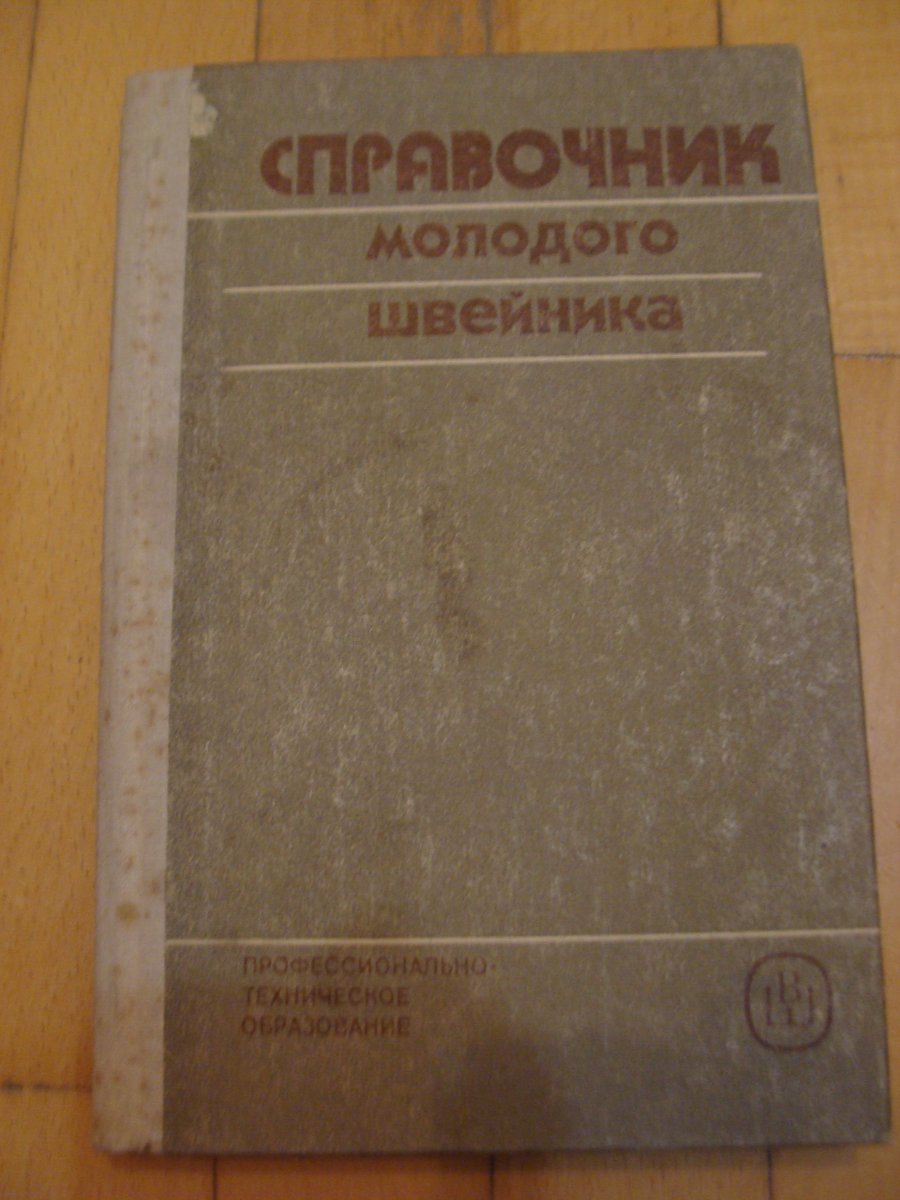 СПРАВОЧНИК
молодого
швейника
ПРОФЕССИОНАЛЬНО-
ТЕХНИЧЕСКОЕ
ОБРАЗОВАНИЕ